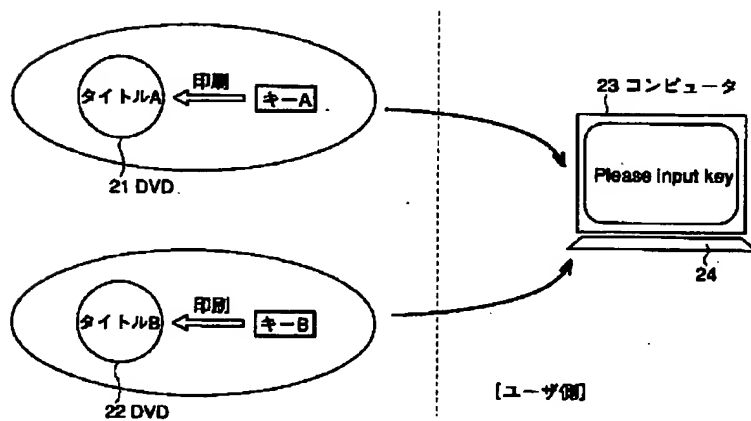 印刷
タイトルA
キーA
21 DVD
23 コンピュータ
Please input key
24
印刷
タイトルB
キーB
22 DVD
[ユーザ側]